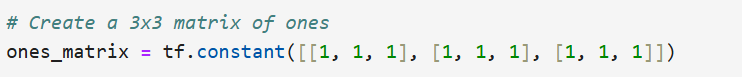 # Create a 3x3 matrix of ones
ones_matrix = tf.constant([[1, 1, 1], [1, 1, 1], [1, 1, 1]])